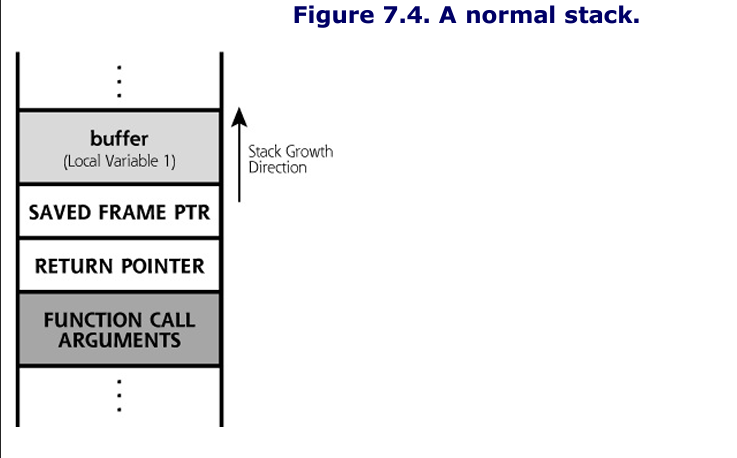 Figure 7.4. A normal stack.
buffer
(Local Variable 1)
Stack Growth
Direction
SAVED FRAME PTR
RETURN POINTER
FUNCTION CALL
ARGUMENTS